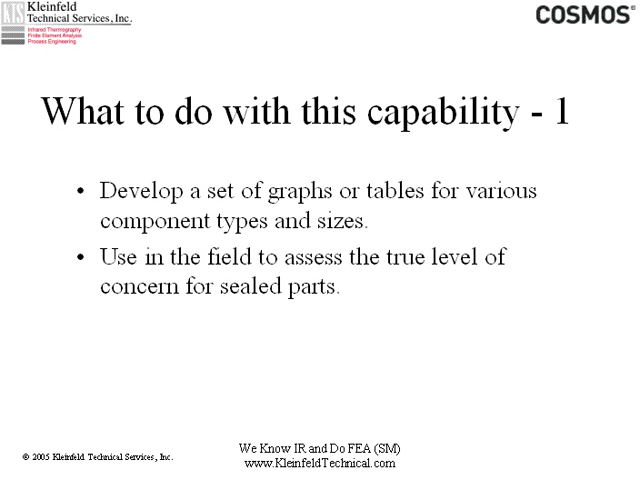 KTS
Kleinfeld
Technical Services, Inc.
Infrared Thermography
Finite Element Analysis
Process Engineering
COSMOS®
What to do with this capability - 1
• Develop a set of graphs or tables for various
component types and sizes.
• Use in the field to assess the true level of
concern for sealed parts.
We Know IR and Do FEA (SM)
© 2005 Kleinfeld Technical Services, Inc.
www.KleinfeldTechnical.com